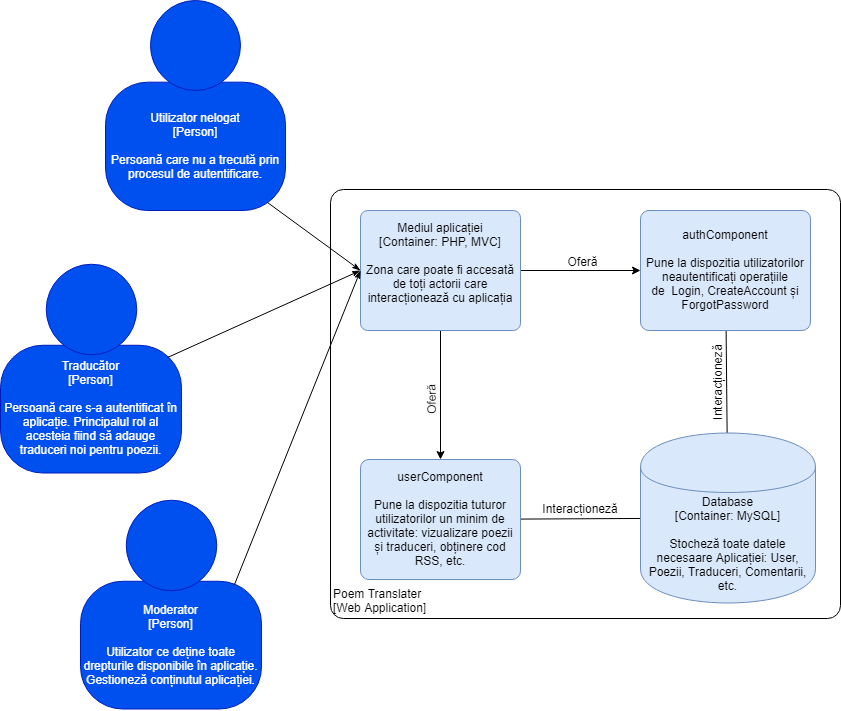 Utilizator nelogat
[Person]
Persoană care nu a trecută prin
procesul de autentificare.
Traducător
[Person]
Persoană care s-a autentificat în
aplicație. Principalul rol al
acesteia fiind să adauge
traduceri noi pentru poezii.
Moderator
[Person]
Utilizator ce deține toate
drepturile disponibile în aplicație.
Gestioneză conținutul aplicației.
Mediul aplicației
[Container: PHP, MVC]
Zona care poate fi accesată
de toți actorii care
interacționează cu aplicația
Oferă
authComponent
Pune la dispozitia utilizatorilor
neautentificați operațiile
de Login, CreateAccount și
ForgotPassword
Oferă
Interacționeză
userComponent
Pune la dispozitia tuturor
utilizatorilor un minim de
activitate: vizualizare poezii
și traduceri, obținere cod
RSS, etc.
Interacționeză
Database
[Container: MySQL]
Stocheză toate datele
necesaare Aplicației: User,
Poezii, Traduceri, Comentarii,
etc.
Poem Translater
[Web Application]